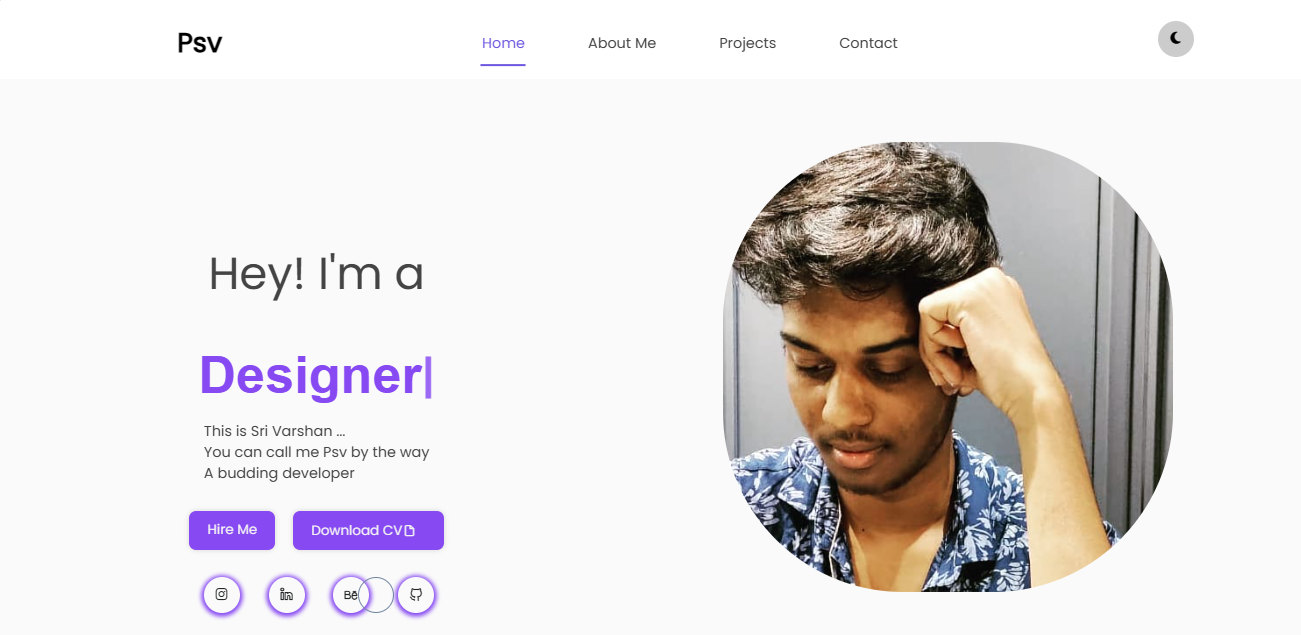 Psv
Home
About Me
Projects
Contact
Hey! I'm a
Designer|
This is Sri Varshan ...
You can call me Psv by the way
A budding developer
Hire Me
Download CV
Bē